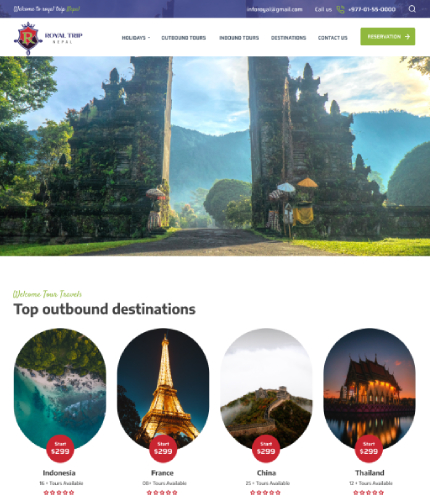 Welcome to royal trip Nepal
inforoyal@gmail.com Call us +977-01-55-0000
ROYAL TRIP
NEPAL
HOLIDAYS OUTBOUND TOURS INBOUND TOURS DESTINATIONS CONTACT US RESERVATION →
Welcome Tour Travels
Top outbound destinations
Start Start Start Start
$299 $299 $299 $299
Indonesia France China Thailand
16 + Tours Available 08+ Tours Available 21 + Tours Available 12 + Tours Available